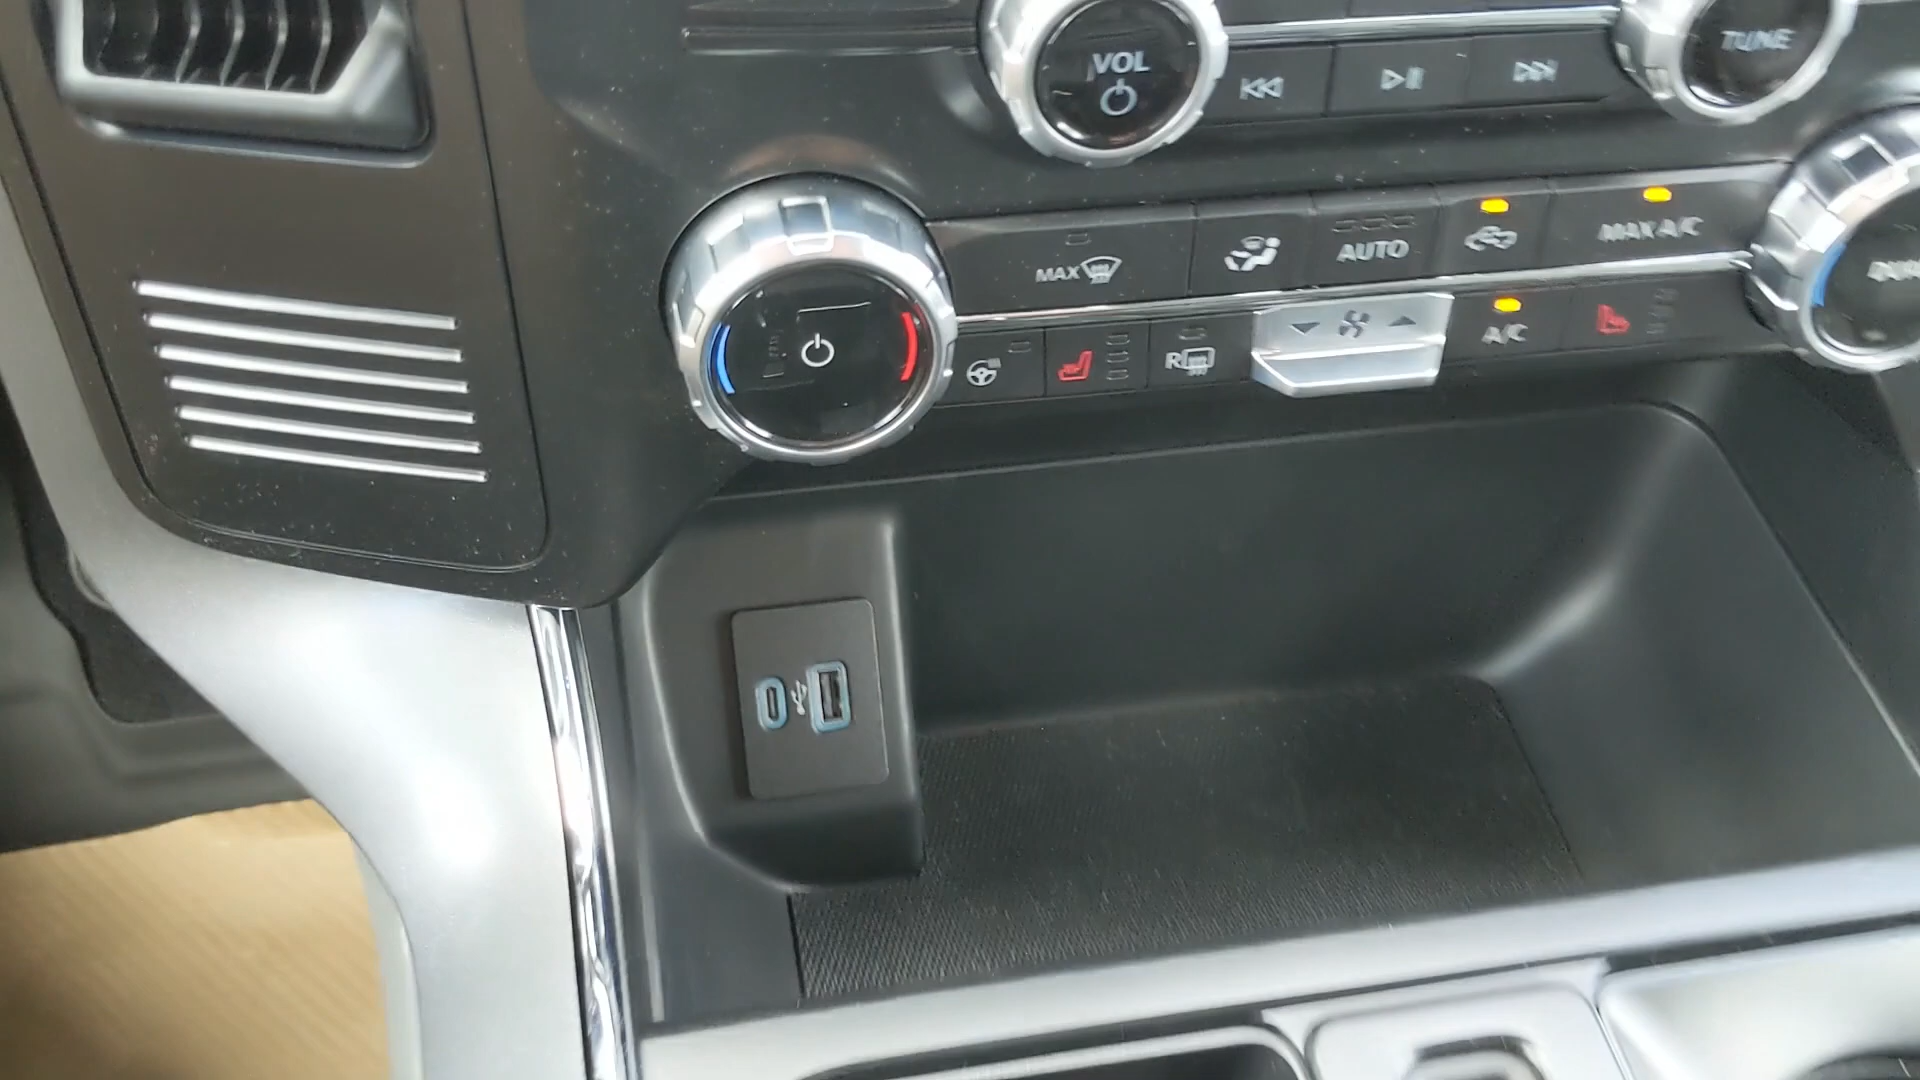 VOL
TUNE
MAX
AUTO
MAX A/C
R
A/C